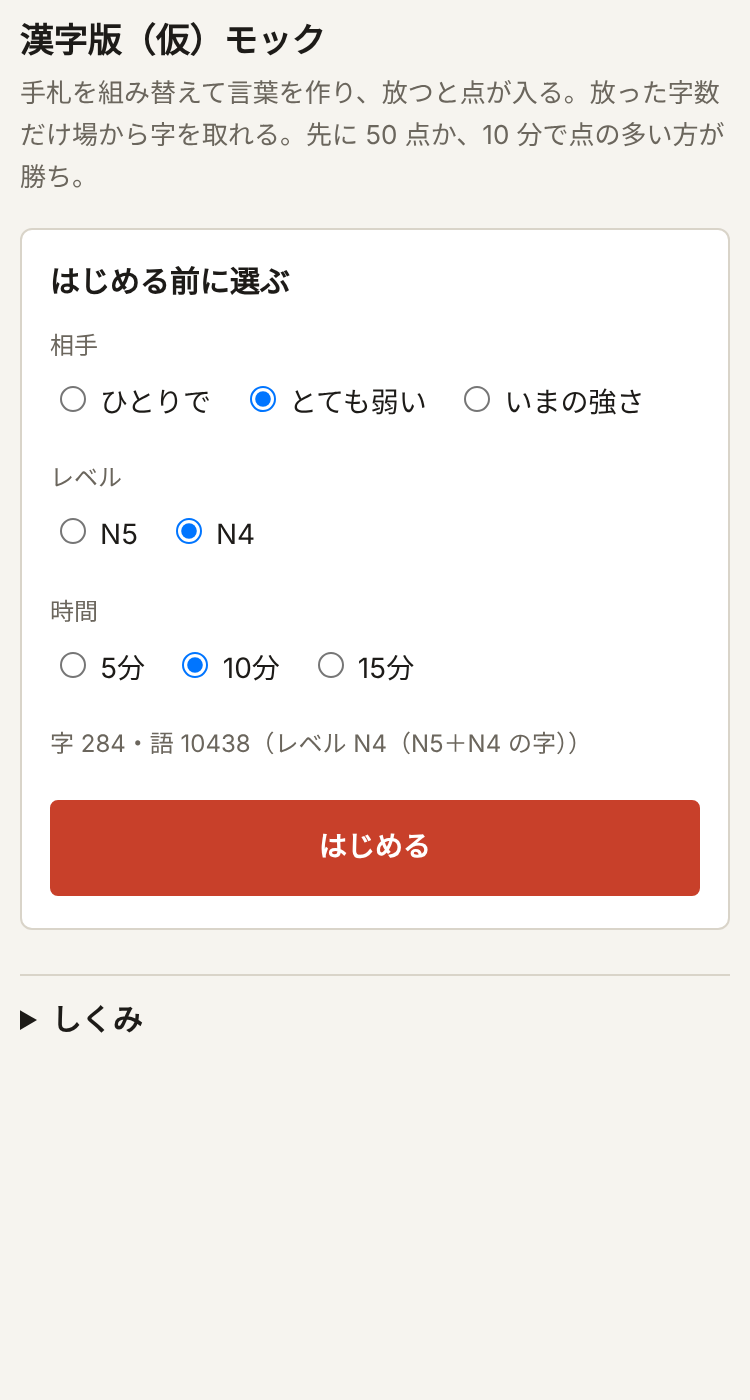 漢字版（仮）モック
手札を組み替えて言葉を作り、放つと点が入る。放った字数
だけ場から字を取れる。先に 50 点か、10 分で点の多い方が
勝ち。
はじめる前に選ぶ
相手
ひとりで とても弱い いまの強さ
レベル
N5 N4
時間
5分 10分 15分
字 284・語 10438（レベル N4（N5＋N4 の字））
はじめる
しくみ